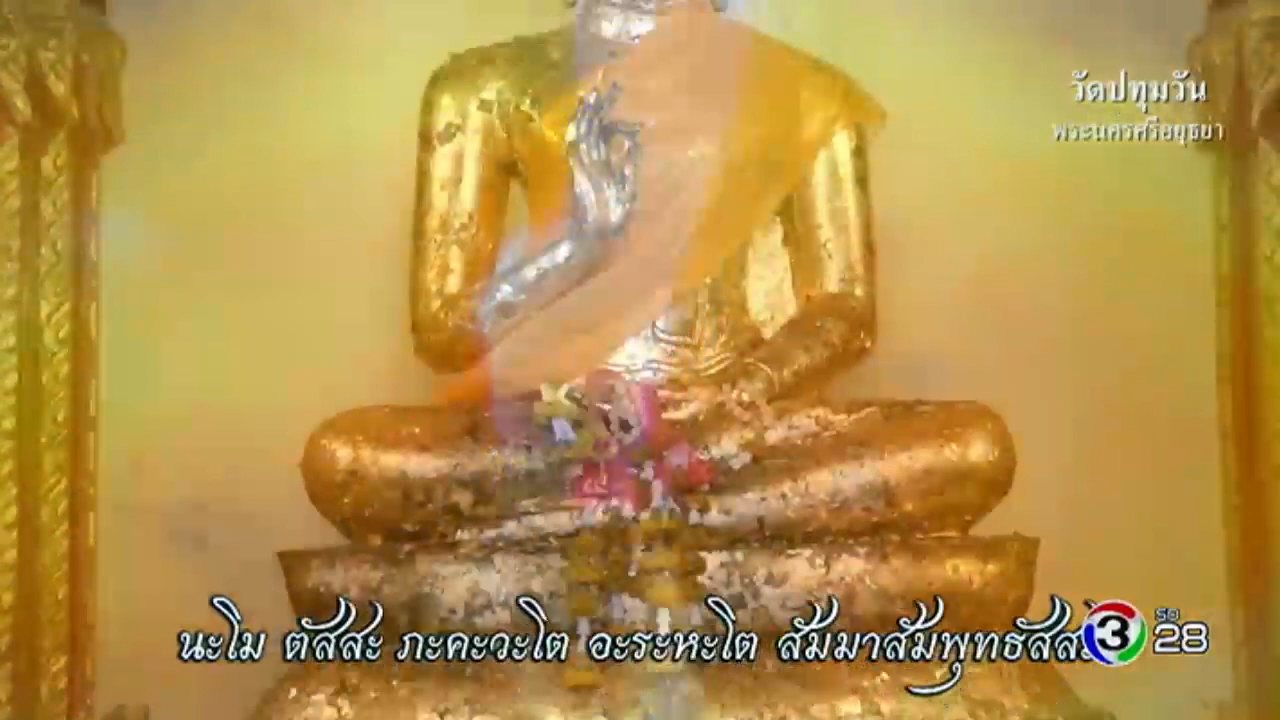 วัดปทุมวัน
พระนครศรีอยุธยา
นะโม ตัสสะ ภะคะวะโต อะระหะโต สัมมาสัมพุทธัสสะ
3 HD 28